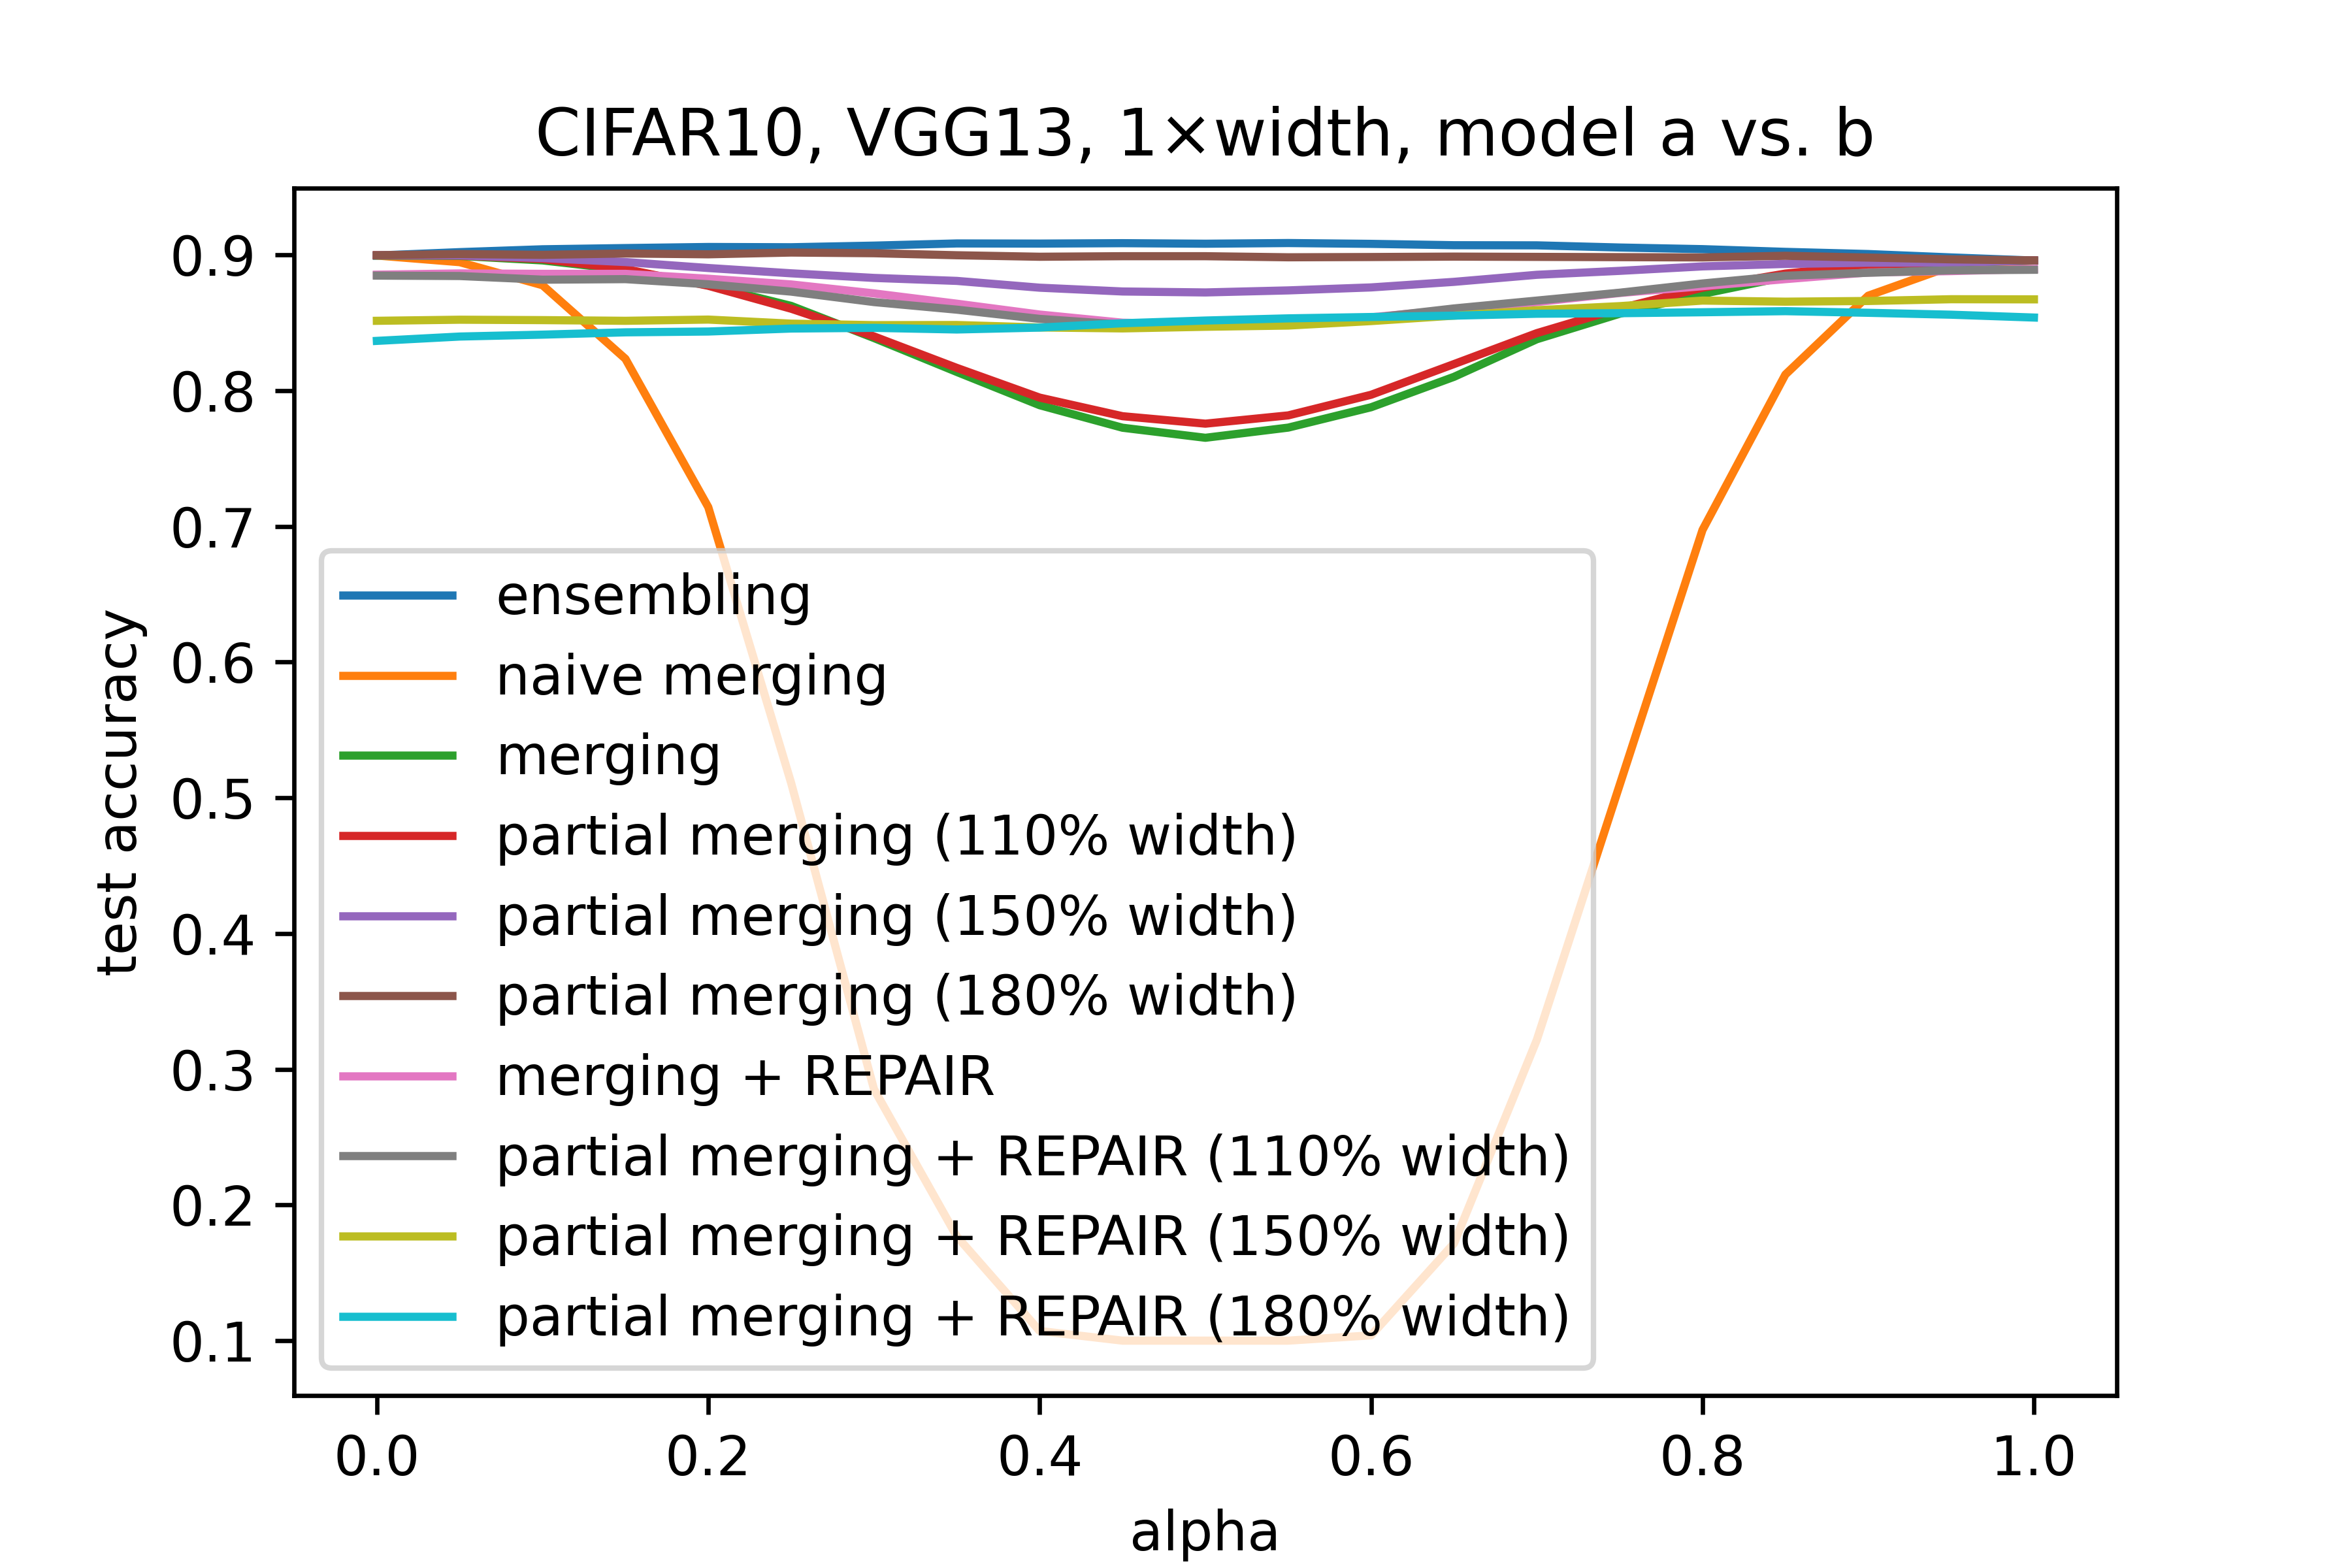 CIFAR10, VGG13, 1×width, model a vs. b
test accuracy
0.9
0.8
0.7
0.6
0.5
0.4
0.3
0.2
0.1
ensembling
naive merging
merging
partial merging (110% width)
partial merging (150% width)
partial merging (180% width)
merging + REPAIR
partial merging + REPAIR (110% width)
partial merging + REPAIR (150% width)
partial merging + REPAIR (180% width)
0.0 0.2 0.4 0.6 0.8 1.0
alpha